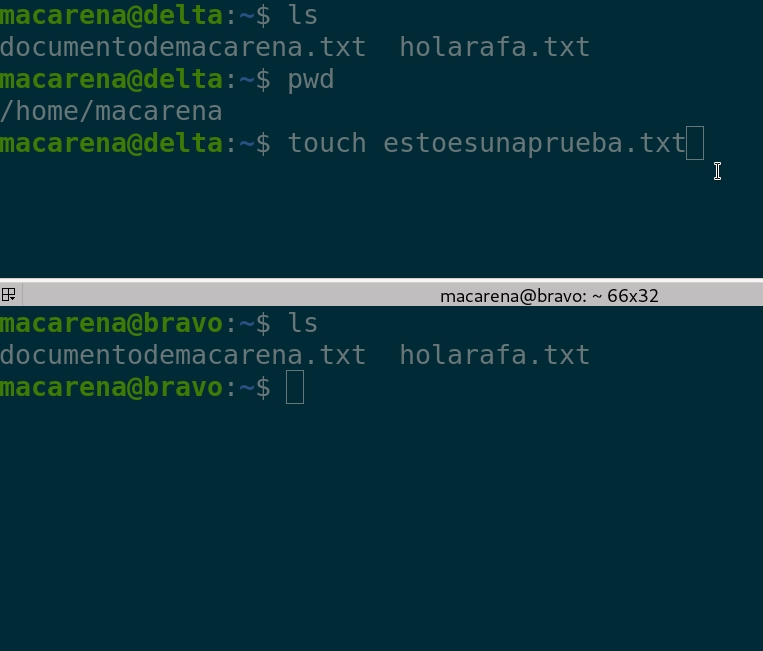 macarena@delta:~$ ls
documentodemacarena.txt  holarafa.txt
macarena@delta:~$ pwd
/home/macarena
macarena@delta:~$ touch estoesunaprueba.txt
macarena@bravo: ~ 66x32
macarena@bravo:~$ ls
documentodemacarena.txt  holarafa.txt
macarena@bravo:~$